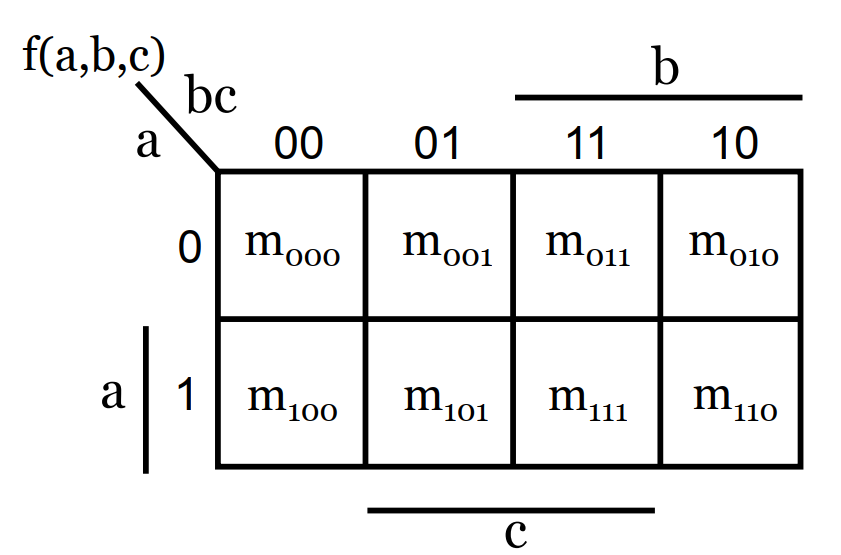 f(a,b,c)
bc
b
a
00 01 11 10
0 m₀₀₀ m₀₀₁ m₀₁₁ m₀₁₀
a 1 m₁₀₀ m₁₀₁ m₁₁₁ m₁₁₀
c